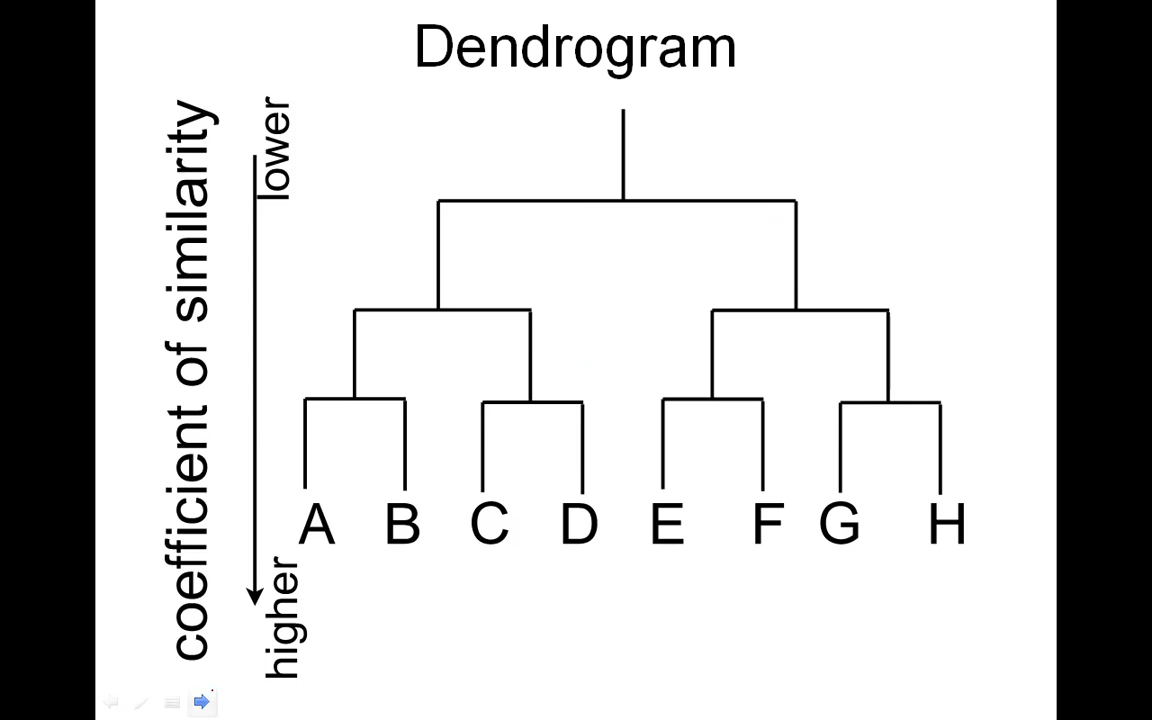 Dendrogram
coefficient of similarity
lower
higher
A B C D E F G H